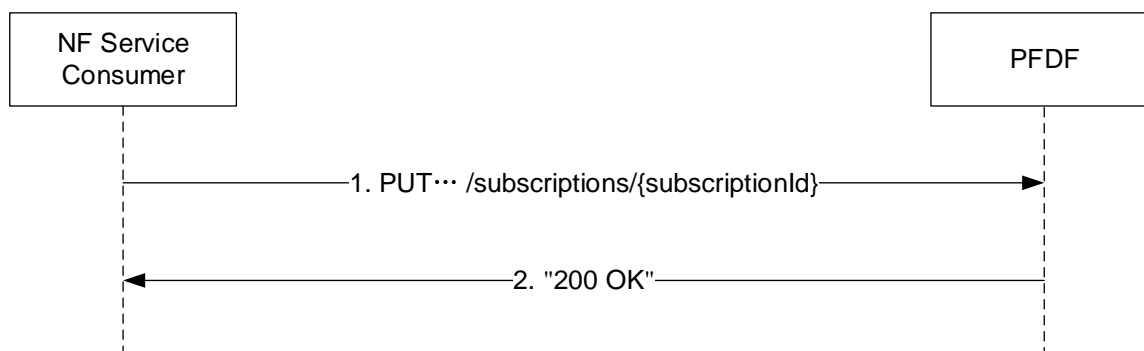 NF Service
Consumer
PFDF
1. PUT··· /subscriptions/{subscriptionId}
2. "200 OK"